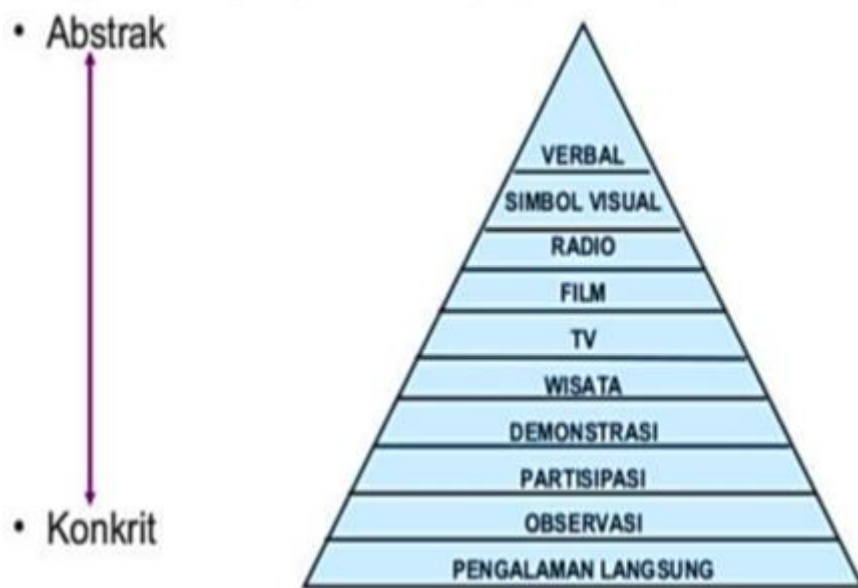 • Abstrak
VERBAL
SIMBOL VISUAL
RADIO
FILM
TV
WISATA
DEMONSTRASI
PARTISIPASI
• Konkrit
OBSERVASI
PENGALAMAN LANGSUNG